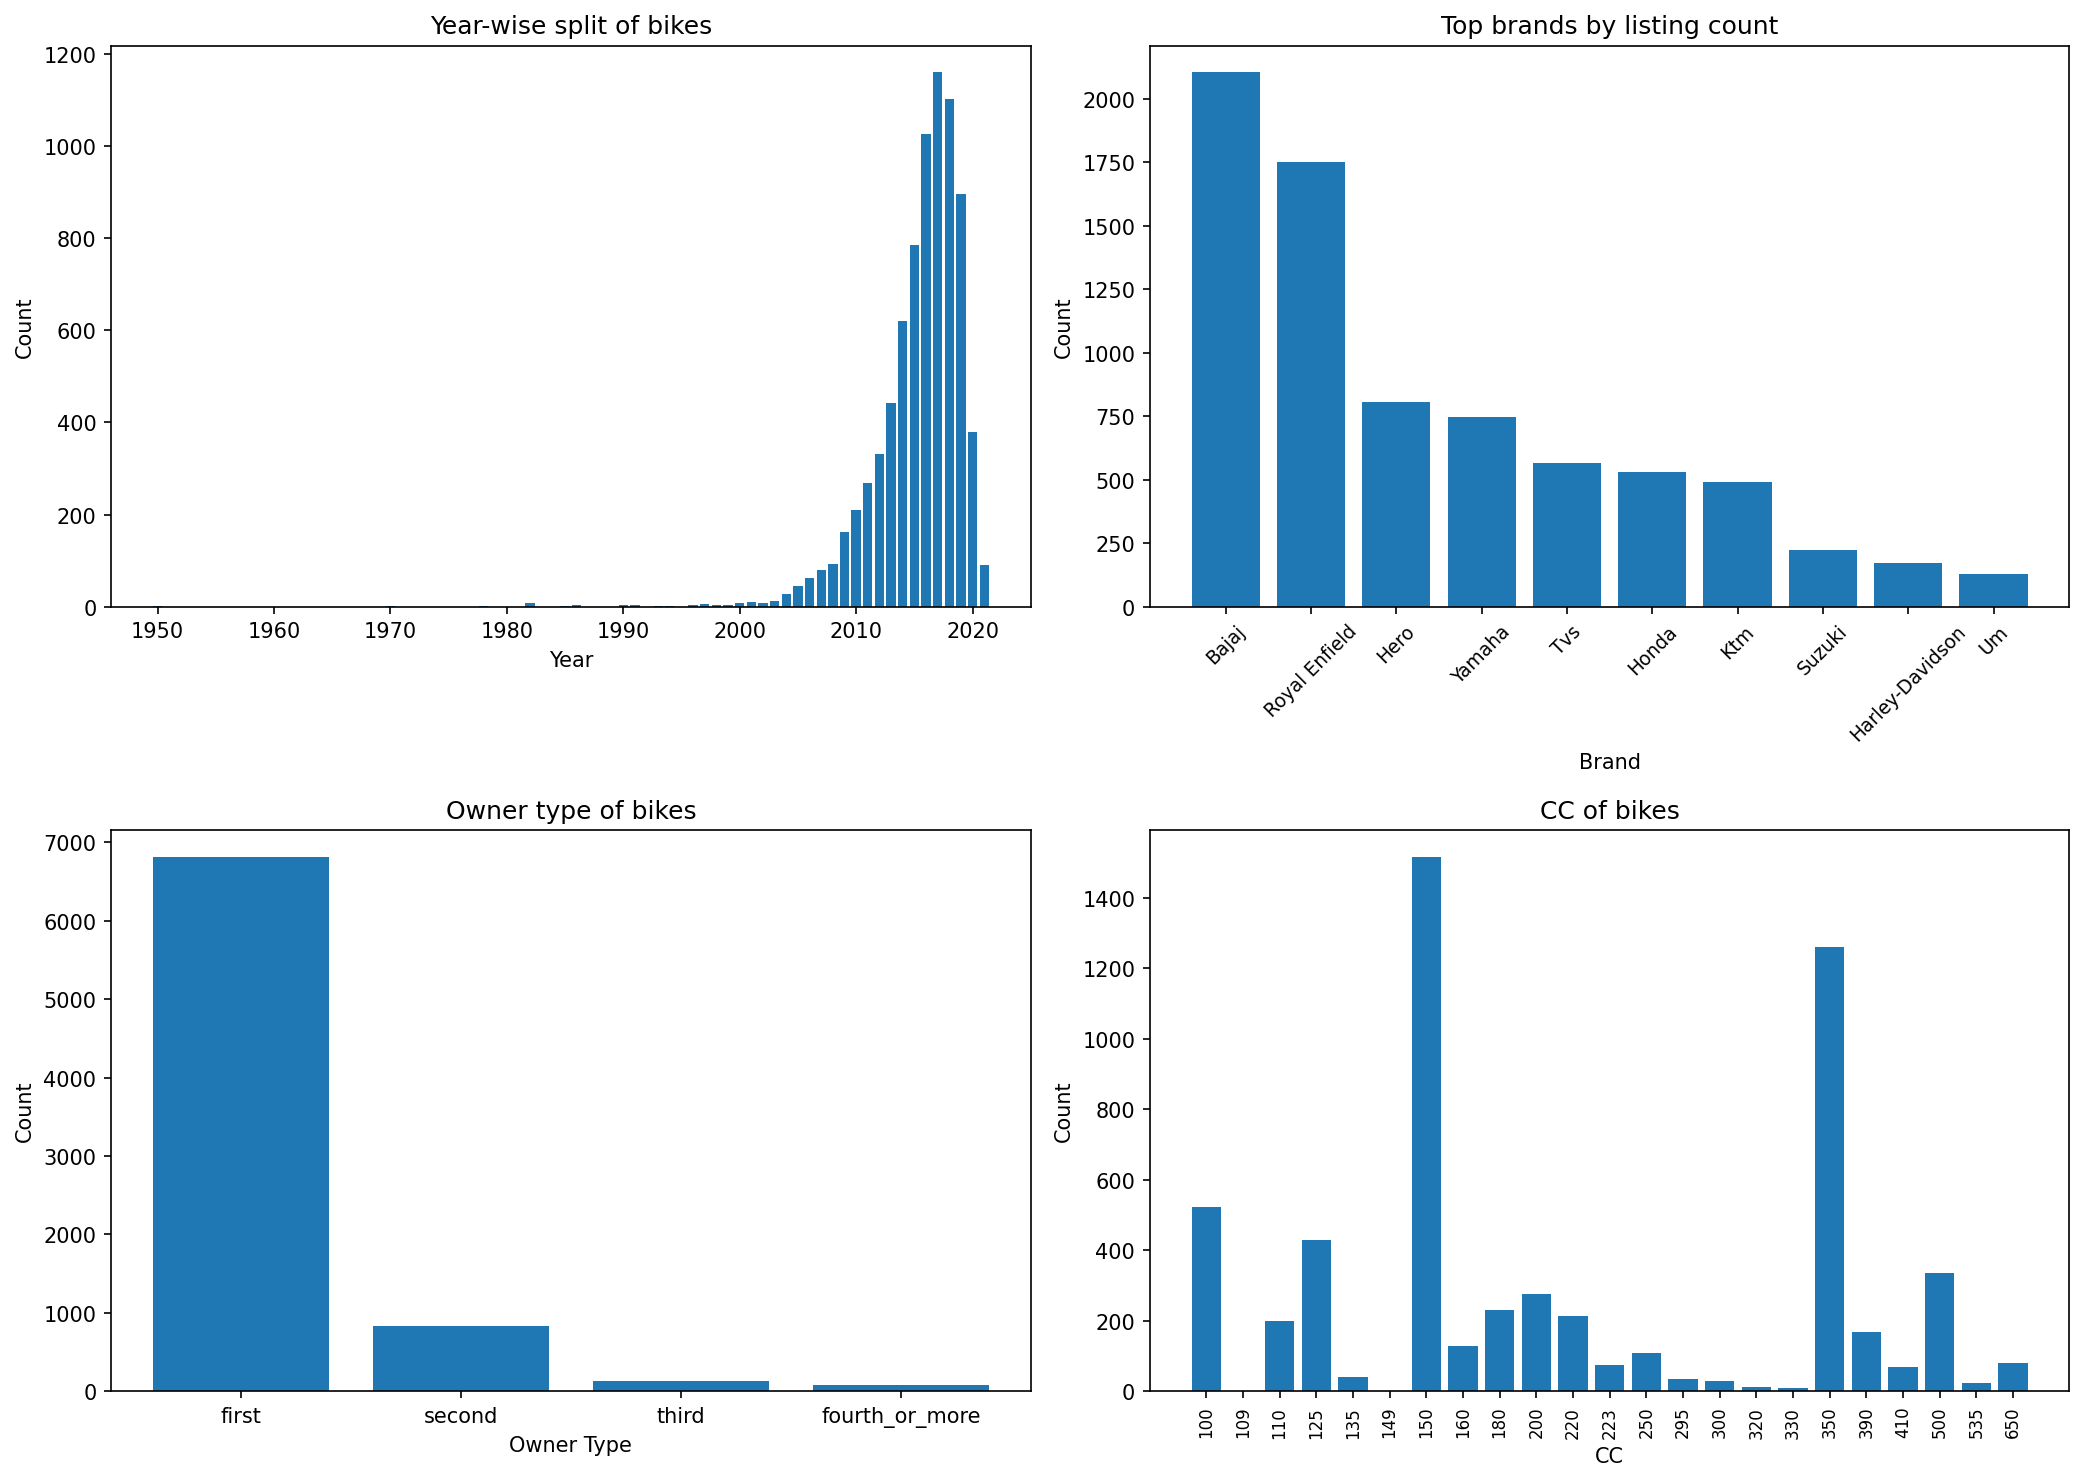 Year-wise split of bikes
1200
1000
800
600
400
200
0
Count
1950 1960 1970 1980 1990 2000 2010 2020
Year
Top brands by listing count
2000
1750
1500
1250
1000
750
500
250
0
Count
Bajaj Royal Enfield Hero Yamaha Tvs Honda Ktm Suzuki Harley-Davidson Um
Brand
Owner type of bikes
7000
6000
5000
4000
3000
2000
1000
0
Count
first second third fourth_or_more
Owner Type
CC of bikes
1400
1200
1000
800
600
400
200
0
Count
100 109 110 125 135 149 150 160 180 200 220 223 250 295 300 320 330 350 390 410 500 535 650
CC